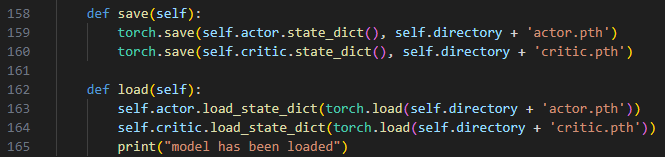 158 def save(self):
159 torch.save(self.actor.state_dict(), self.directory + 'actor.pth')
160 torch.save(self.critic.state_dict(), self.directory + 'critic.pth')
161
162 def load(self):
163 self.actor.load_state_dict(torch.load(self.directory + 'actor.pth'))
164 self.critic.load_state_dict(torch.load(self.directory + 'critic.pth'))
165 print("model has been loaded")